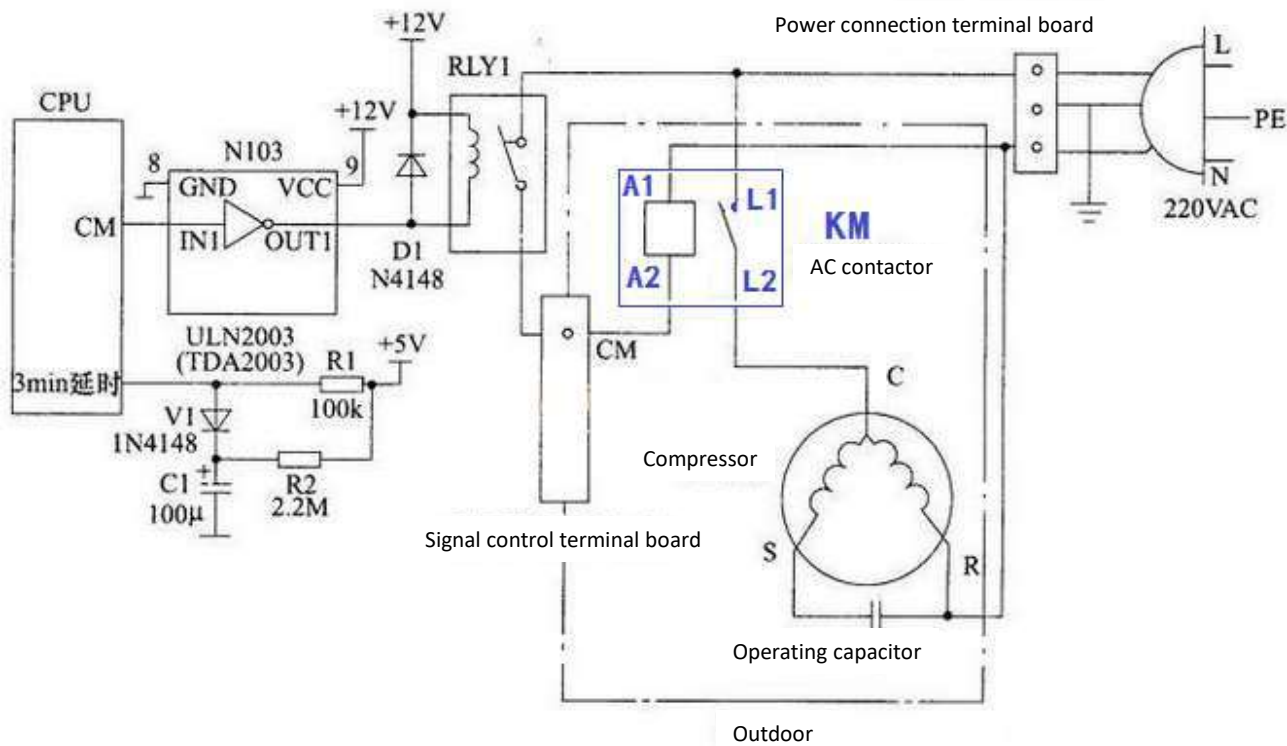 Power connection terminal board
+12V
L
RLY1
CPU
+12V
PE
N103
8
9
GND
VCC
A1
L1
N
CM
KM
220VAC
IN1
OUT1
D1
A2
L2
AC contactor
N4148
ULN2003
+5V
(TDA2003)
R1
CM
3min延时
C
V1
100k
1N4148
Compressor
C1
+
R2
100μ
2.2M
Signal control terminal board
S
R
Operating capacitor
Outdoor